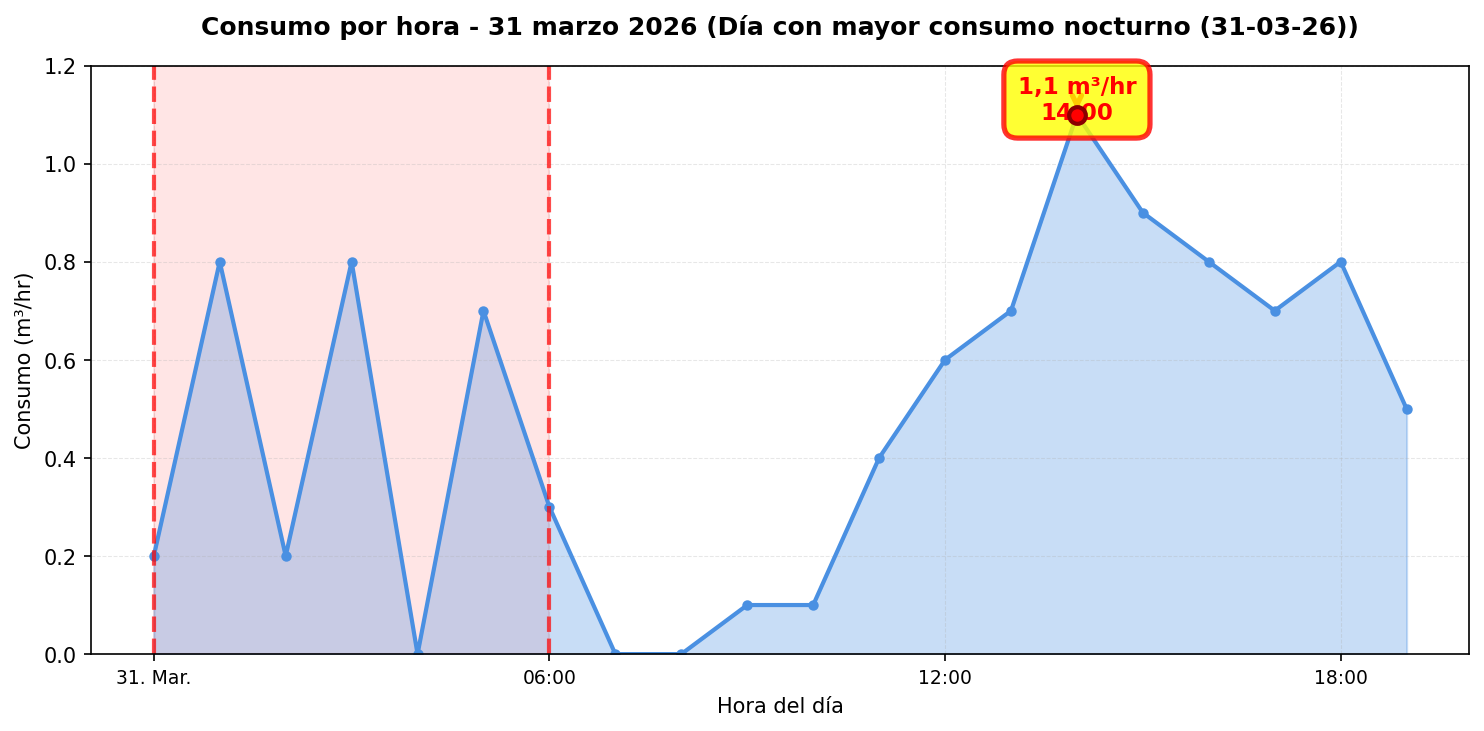 Consumo por hora - 31 marzo 2026 (Día con mayor consumo nocturno (31-03-26))
1,1 m³/hr
14:00
1.2
1.0
0.8
0.6
0.4
0.2
0.0
Consumo (m³/hr)
31. Mar.
06:00
12:00
18:00
Hora del día